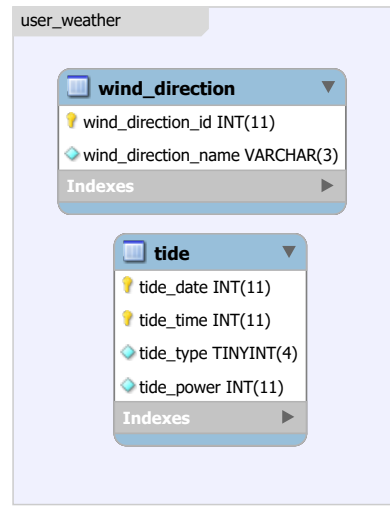 user_weather
wind_direction
wind_direction_id INT(11)
wind_direction_name VARCHAR(3)
Indexes
tide
tide_date INT(11)
tide_time INT(11)
tide_type TINYINT(4)
tide_power INT(11)
Indexes